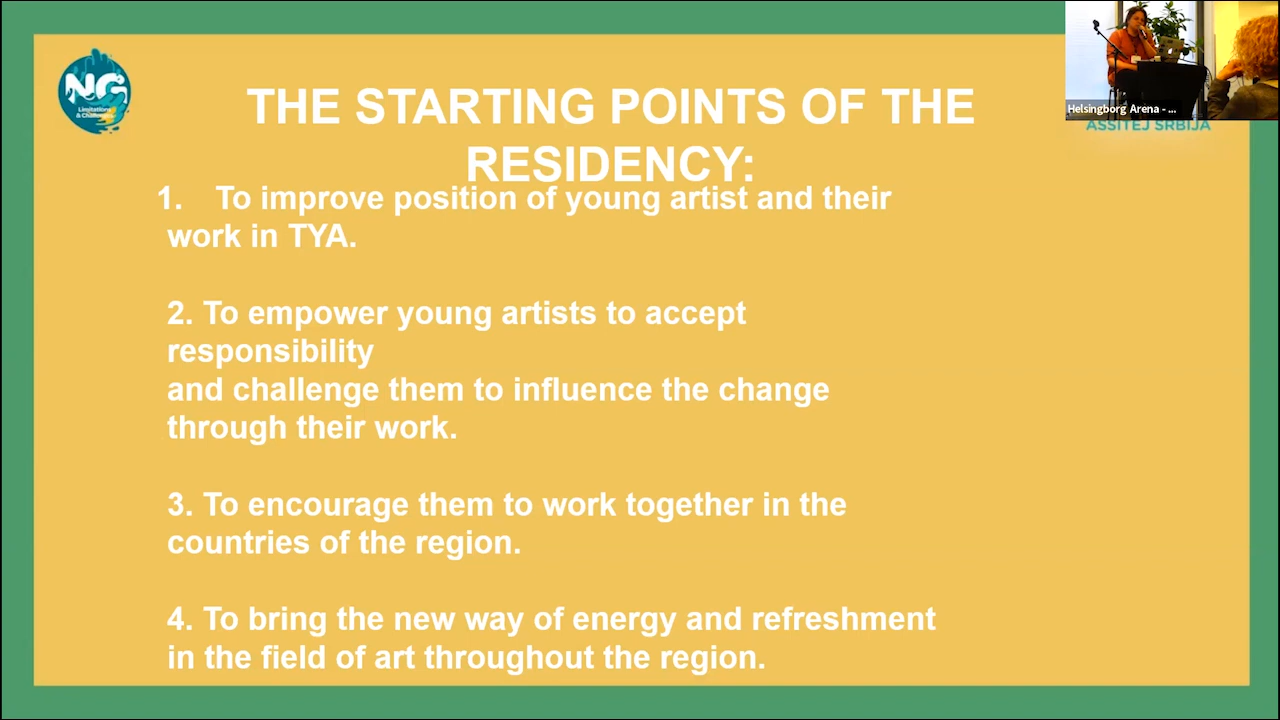 NG
Limitations
& Challenges
Helsingborg Arena - ...
ASSITEJ SRBIJA
THE STARTING POINTS OF THE
RESIDENCY:
1. To improve position of young artist and their
work in TYA.
2. To empower young artists to accept
responsibility
and challenge them to influence the change
through their work.
3. To encourage them to work together in the
countries of the region.
4. To bring the new way of energy and refreshment
in the field of art throughout the region.